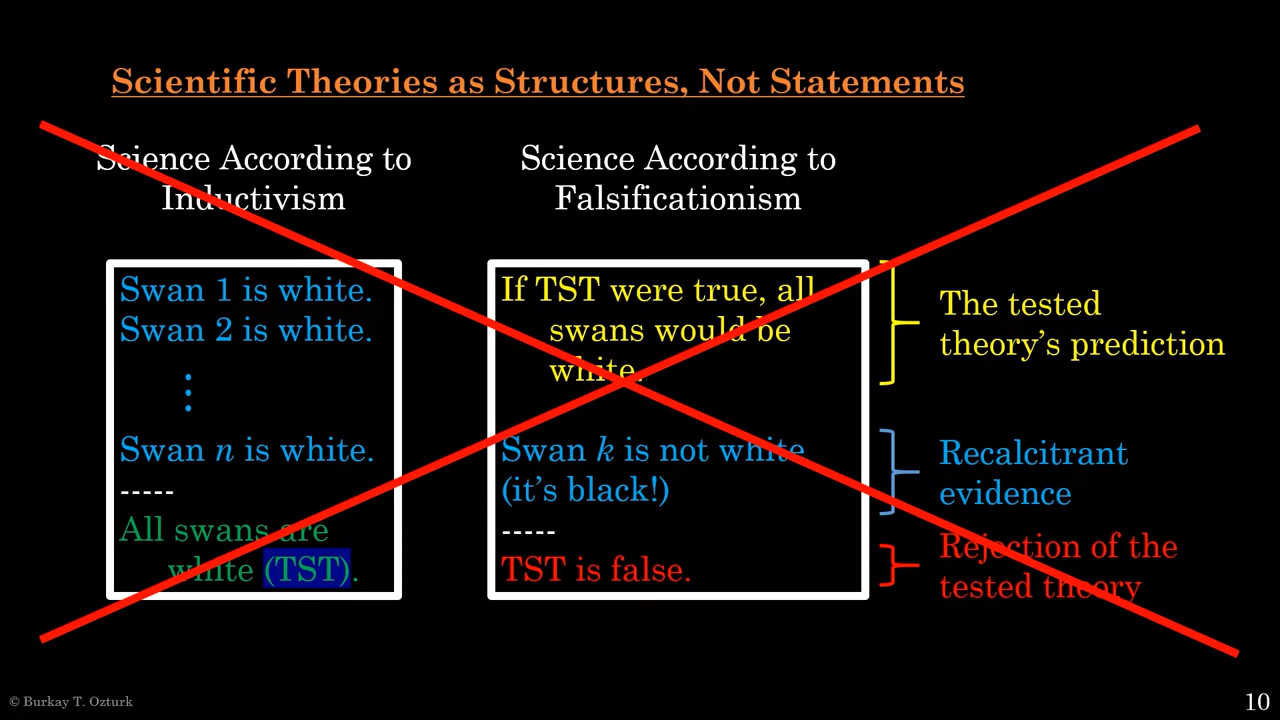 Scientific Theories as Structures, Not Statements
Science According to
Inductivism
Swan 1 is white.
Swan 2 is white.
⋮
Swan n is white.
-----
All swans are
white (TST).
Science According to
Falsificationism
If TST were true, all
swans would be
white.
Swan k is not white
(it's black!)
-----
TST is false.
The tested
theory's prediction
Recalcitrant
evidence
Rejection of the
tested theory
© Burkay T. Ozturk
10